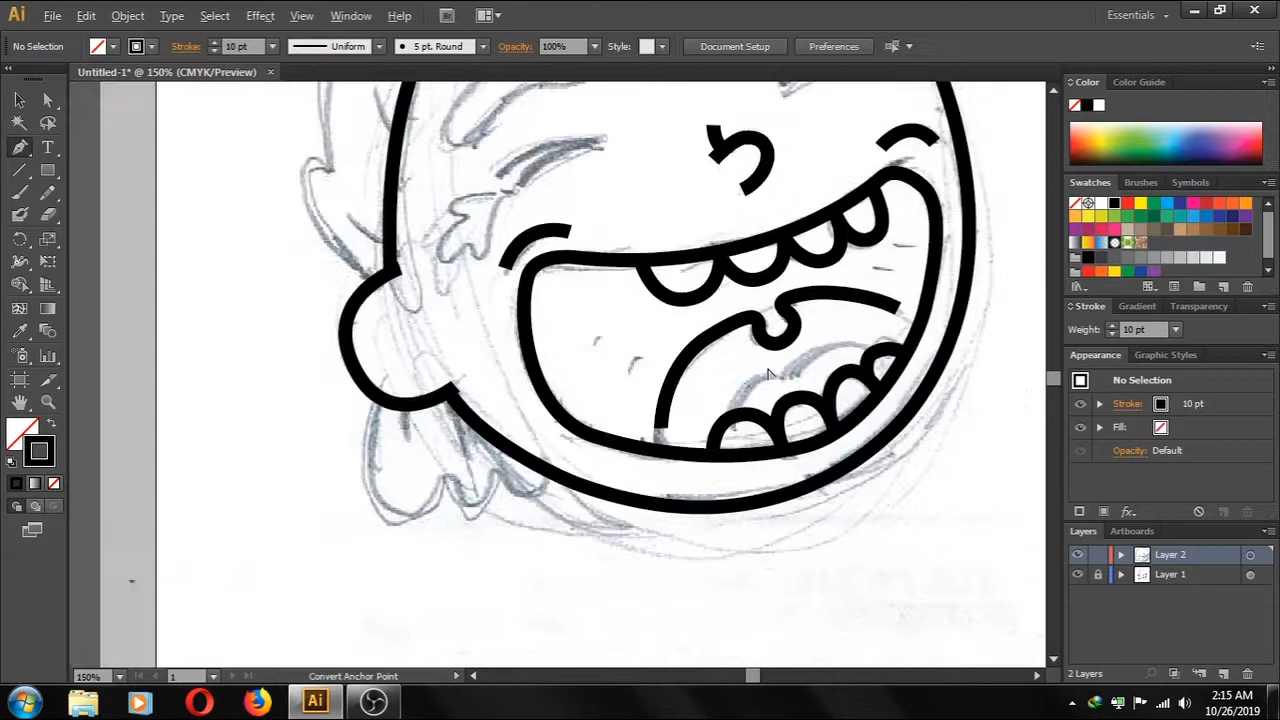 Ai File Edit Object Type Select Effect View Window Help Br Essentials
No Selection Stroke: 10 pt Uniform 5 pt. Round Opacity: 100% Style: Document Setup Preferences
Untitled-1* @ 150% (CMYK/Preview)
Color Color Guide
Swatches Brushes Symbols
Stroke Gradient Transparency
Weight: 10 pt
Appearance Graphic Styles
No Selection
Stroke: 10 pt
Fill:
Opacity: Default
fx
Layers Artboards
Layer 2
Layer 1
150% 1 Convert Anchor Point 2 Layers
Ai 2:15 AM
10/26/2019